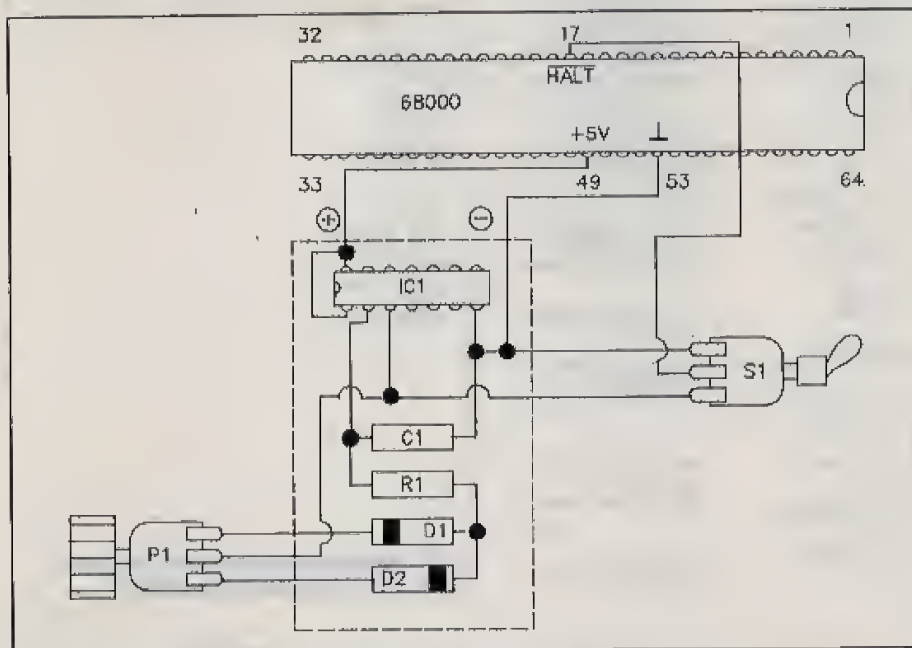 32 17 1
HALT
68000
+5V ⊥
33 49 53 64
+ −
IC1
S1
C1
R1
D1
P1
D2